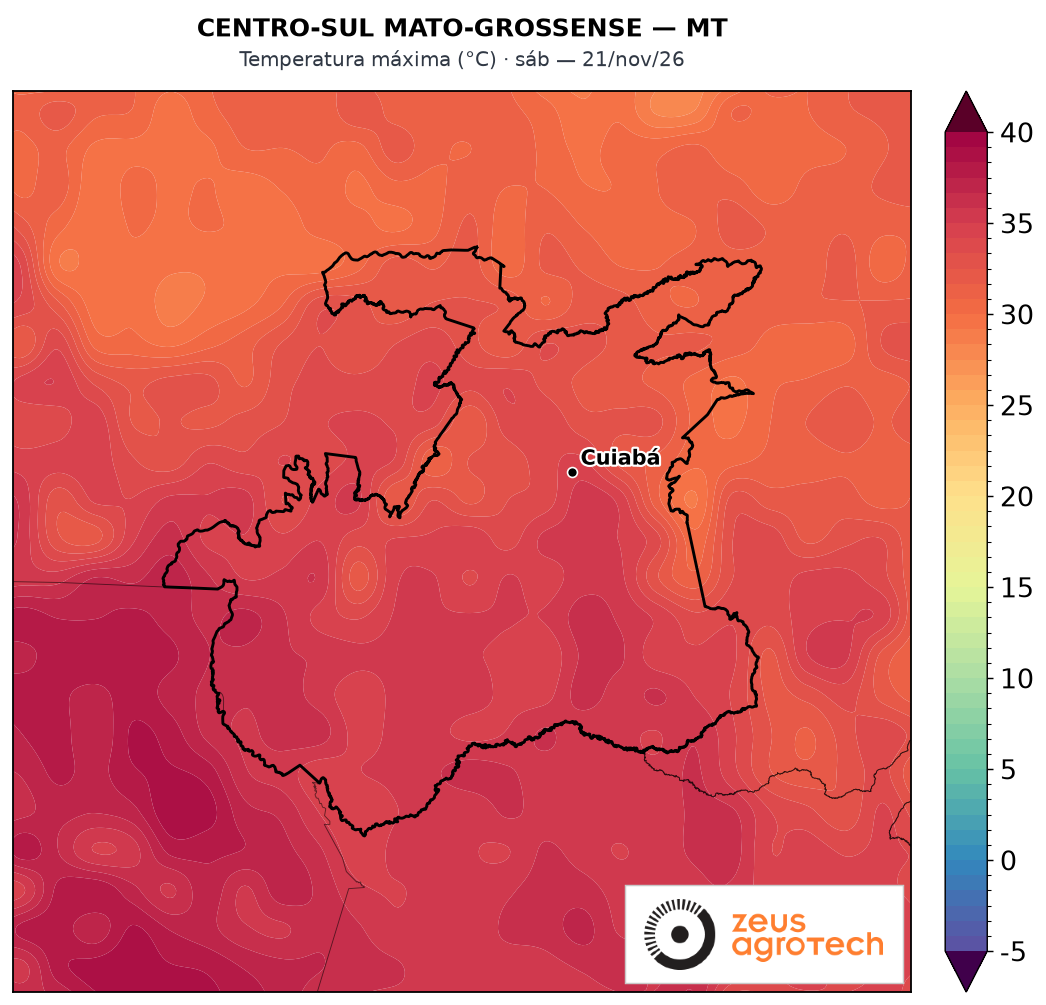 CENTRO-SUL MATO-GROSSENSE — MT
Temperatura máxima (°C) · sáb — 21/nov/26
40
35
30
25
20
15
10
5
0
-5
Cuiabá
zeus
agrotech